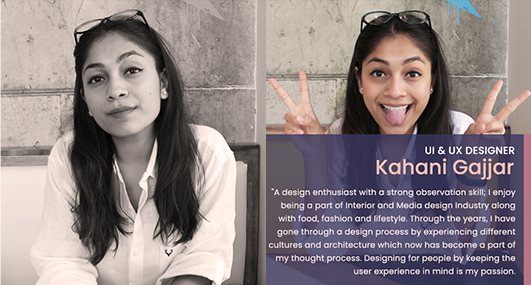 UI & UX DESIGNER
Kahani Gajjar
"A design enthusiast with a strong observation skill; I enjoy
being a part of Interior and Media design Industry along
with food, fashion and lifestyle. Through the years, I have
gone through a design process by experiencing different
cultures and architecture which now has become a part of
my thought process. Designing for people by keeping the
user experience in mind is my passion.